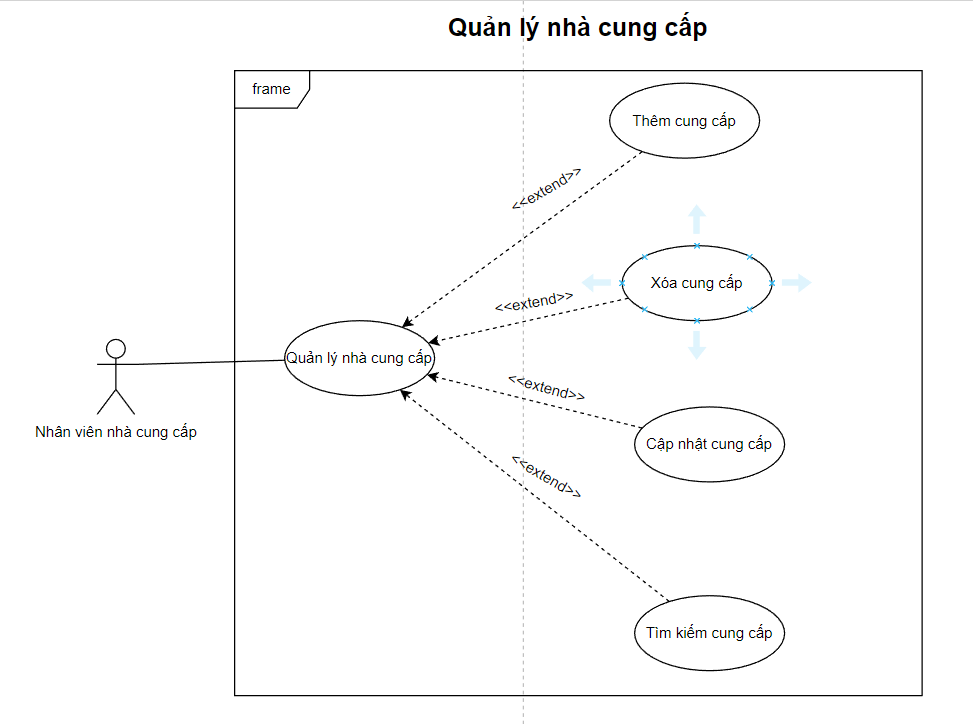 Quản lý nhà cung cấp
frame
Thêm cung cấp
<<extend>>
Xóa cung cấp
<<extend>>
Quản lý nhà cung cấp
<<extend>>
Nhân viên nhà cung cấp
Cập nhật cung cấp
<<extend>>
Tìm kiếm cung cấp